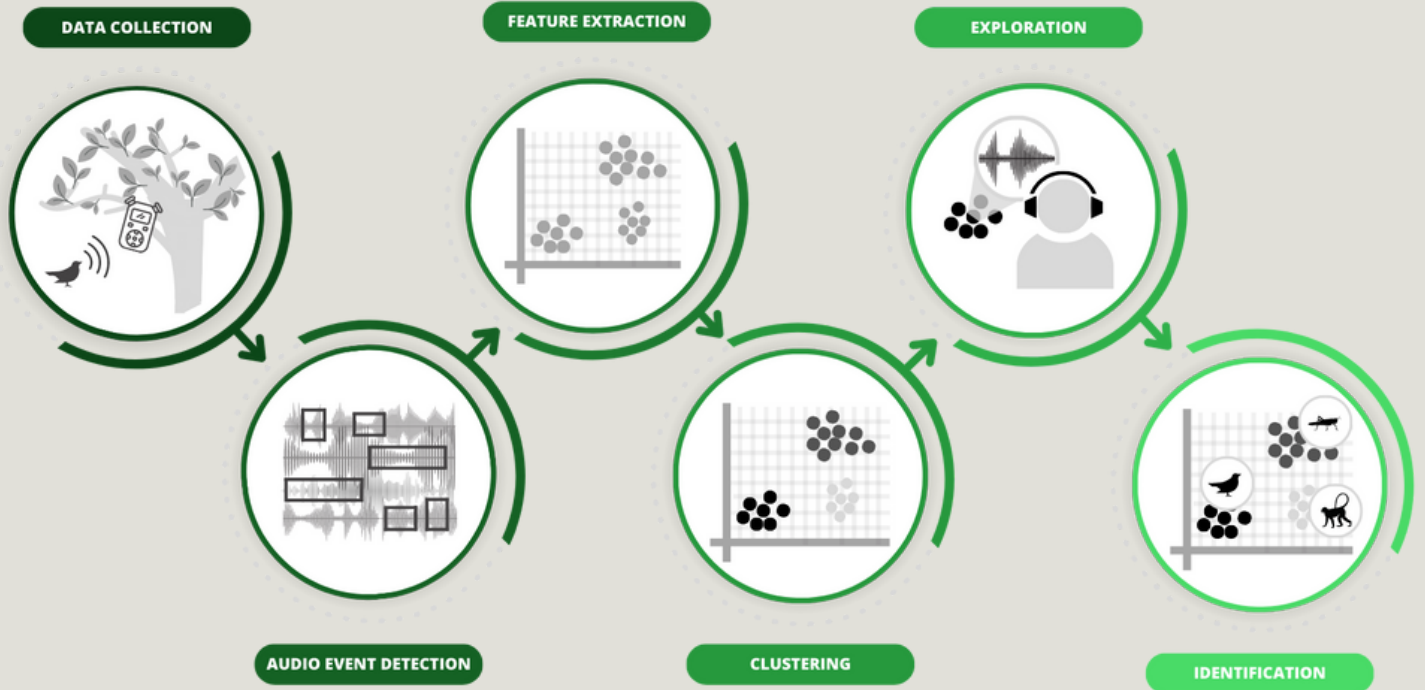 DATA COLLECTION
FEATURE EXTRACTION
EXPLORATION
AUDIO EVENT DETECTION
CLUSTERING
IDENTIFICATION